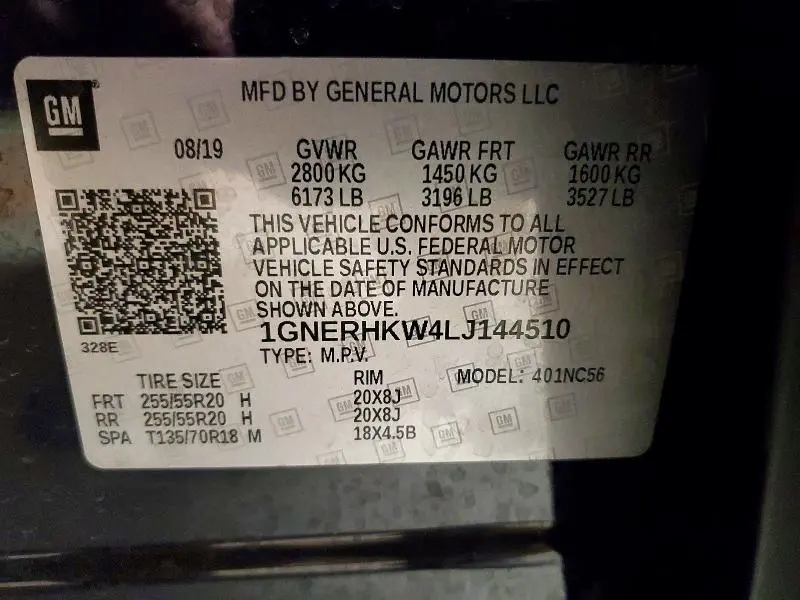 GM
MFD BY GENERAL MOTORS LLC
08/19 GVWR GAWR FRT GAWR RR
2800 KG 1450 KG 1600 KG
6173 LB 3196 LB 3527 LB
THIS VEHICLE CONFORMS TO ALL
APPLICABLE U.S. FEDERAL MOTOR
VEHICLE SAFETY STANDARDS IN EFFECT
ON THE DATE OF MANUFACTURE
SHOWN ABOVE.
328E
1GNERHKW4LJ144510
TYPE: M.P.V.
TIRE SIZE RIM MODEL: 401NC56
FRT 255/55R20 H 20X8J
RR 255/55R20 H 20X8J
SPA T135/70R18 M 18X4.5B